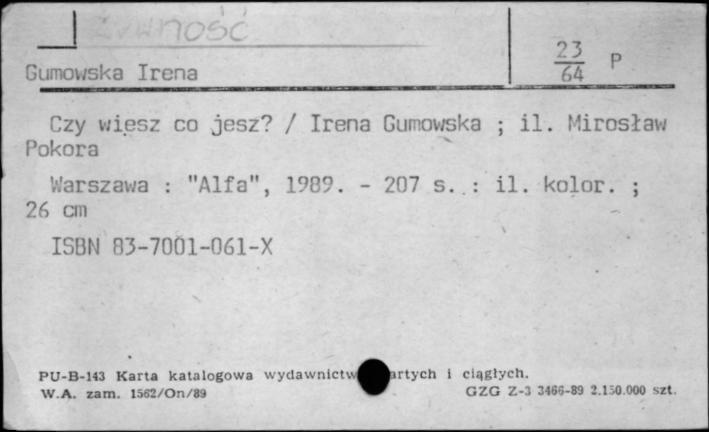 Żywność
23
64 P
Gumowska Irena
Czy wiesz co jesz? / Irena Gumowska ; il. Mirosław
Pokora
Warszawa : "Alfa", 1989. - 207 s. : il. kolor. ;
26 cm
ISBN 83-7001-061-X
PU-B-143 Karta katalogowa wydawnictw artych i ciągłych.
W.A. zam. 1562/On/89 GZG Z-3 3466-89 2.150.000 szt.